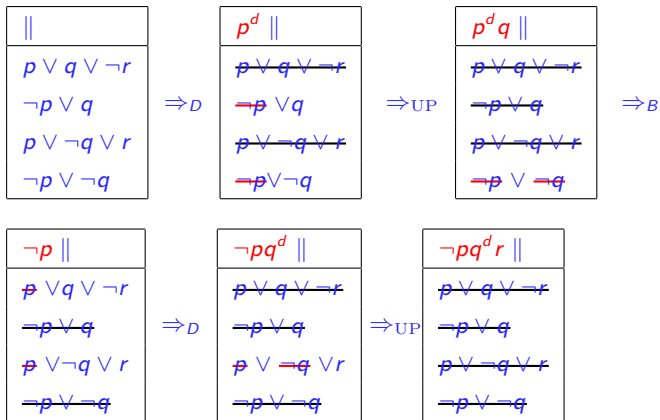 ∥ p^d ∥ p^d q ∥
p ∨ q ∨ ¬r p ∨ q ∨ ¬r p ∨ q ∨ ¬r
¬p ∨ q ⇒D ¬p ∨q ⇒UP ¬p ∨ q ⇒B
p ∨ ¬q ∨ r p ∨ ¬q ∨ r p ∨ ¬q ∨ r
¬p ∨ ¬q ¬p∨¬q ¬p ∨ ¬q
¬p ∥ ¬pq^d ∥ ¬pq^d r ∥
p ∨q ∨ ¬r p ∨ q ∨ ¬r p ∨ q ∨ ¬r
¬p ∨ q ⇒D ¬p ∨ q ⇒UP ¬p ∨ q
p ∨¬q ∨ r p ∨ ¬q ∨r p ∨ ¬q ∨ r
¬p ∨ ¬q ¬p ∨ ¬q ¬p ∨ ¬q